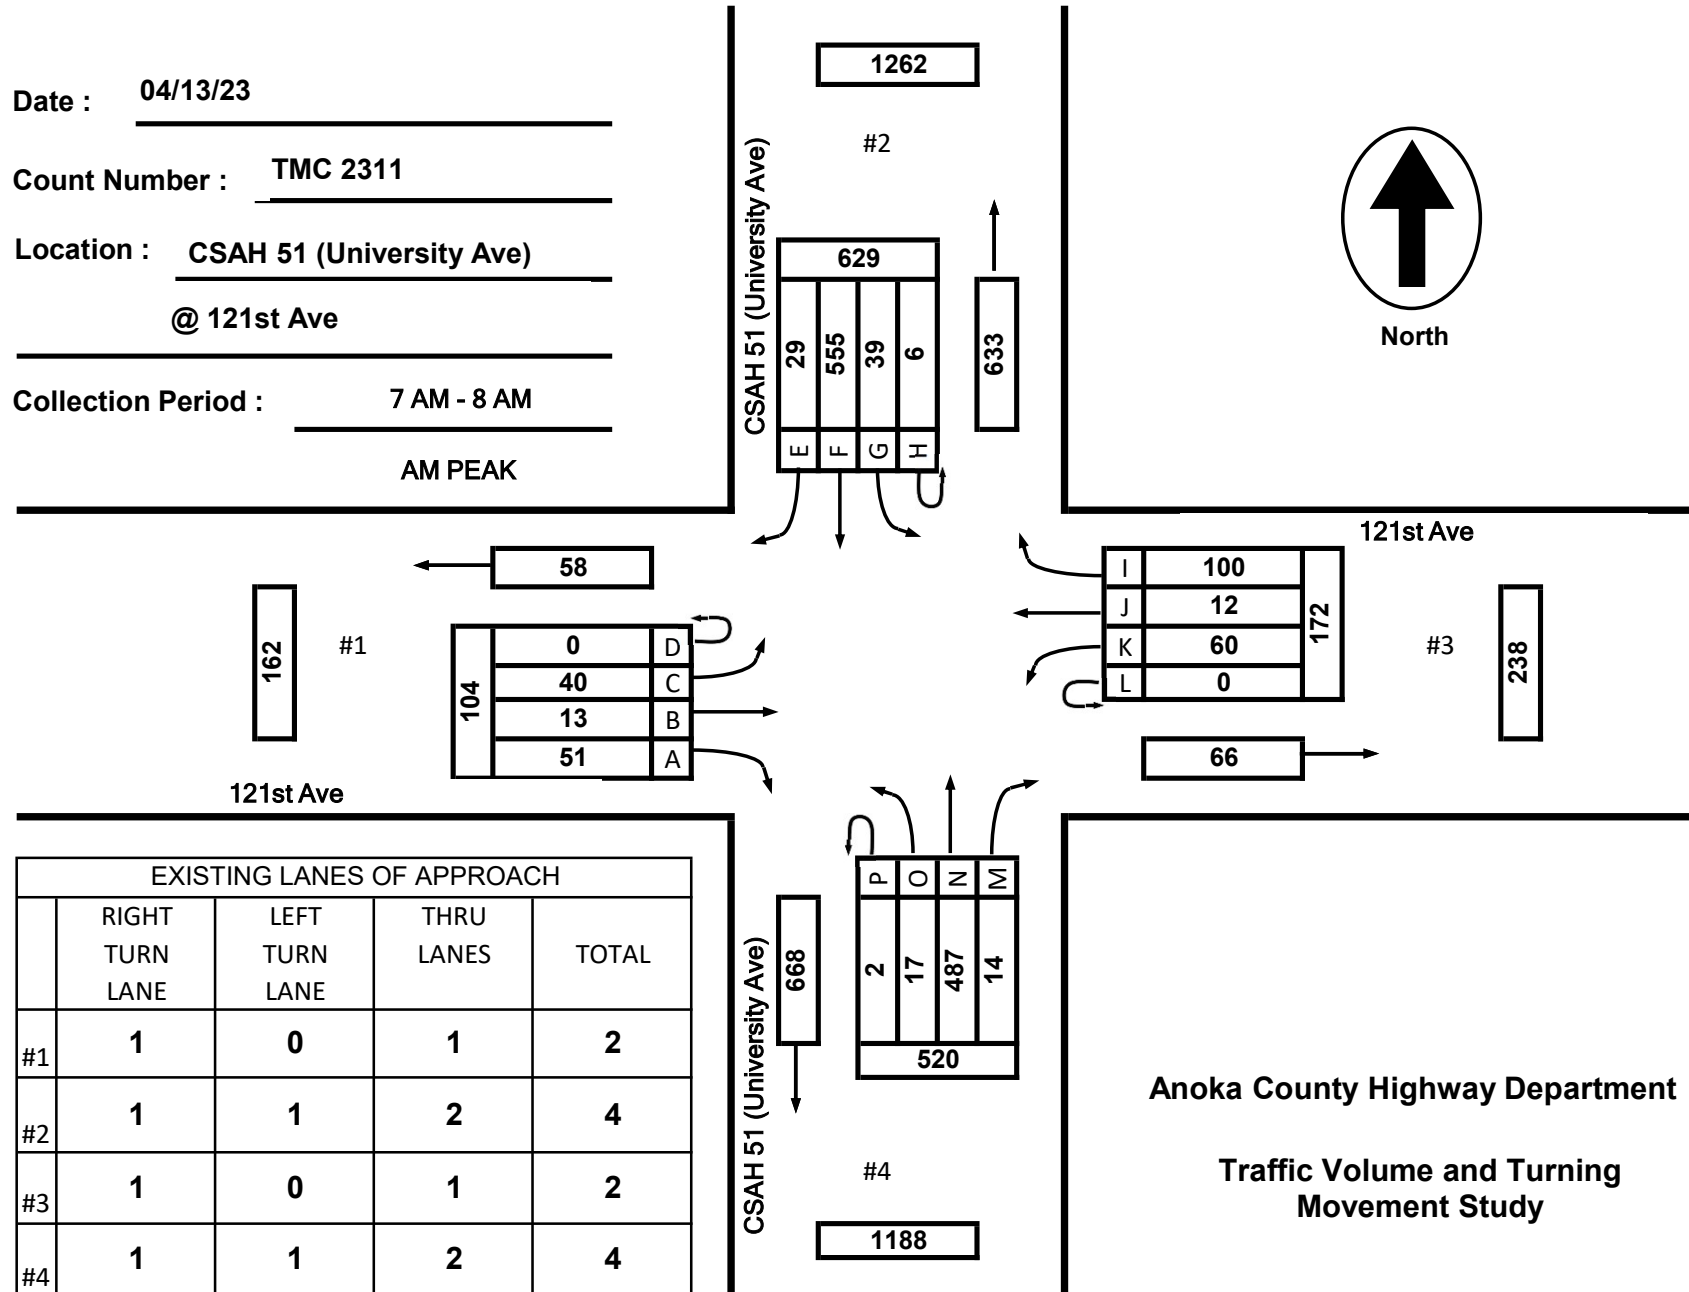 Date : 04/13/23
Count Number : TMC 2311
Location : CSAH 51 (University Ave)
@ 121st Ave
Collection Period : 7 AM - 8 AM
AM PEAK
1262
#2
CSAH 51 (University Ave)
629
29 555 39 6
E F G H
633
North
121st Ave
58
162
#1
104
0 D
40 C
13 B
51 A
121st Ave
I 100
J 12
K 60
L 0
172
#3
238
66
P O N M
2 17 487 14
520
668
CSAH 51 (University Ave)
#4
1188
EXISTING LANES OF APPROACH
RIGHT LEFT THRU
TURN TURN LANES TOTAL
LANE LANE
#1 1 0 1 2
#2 1 1 2 4
#3 1 0 1 2
#4 1 1 2 4
Anoka County Highway Department
Traffic Volume and Turning
Movement Study